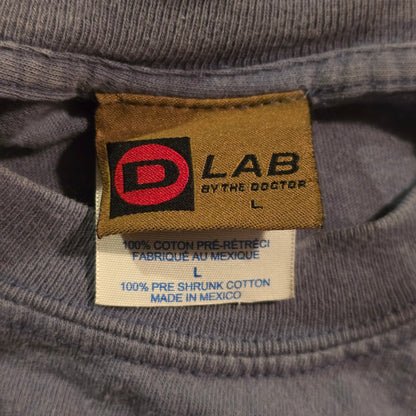 D LAB
BY THE DOCTOR
L
100% COTON PRÉ-RÉTRÉCI
FABRIQUÉ AU MEXIQUE
L
100% PRE SHRUNK COTTON
MADE IN MEXICO